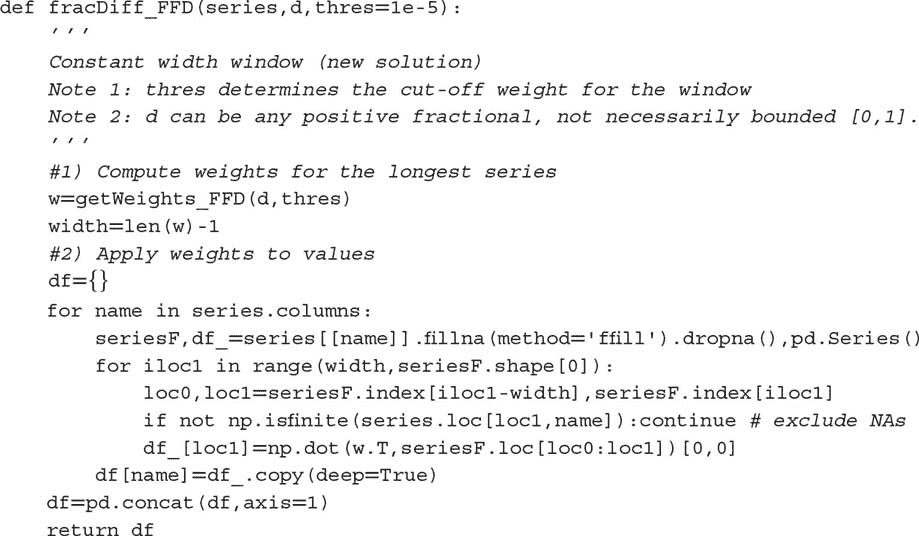 def fracDiff_FFD(series,d,thres=1e-5):
    '''
    Constant width window (new solution)
    Note 1: thres determines the cut-off weight for the window
    Note 2: d can be any positive fractional, not necessarily bounded [0,1].
    '''
    #1) Compute weights for the longest series
    w=getWeights_FFD(d,thres)
    width=len(w)-1
    #2) Apply weights to values
    df={}
    for name in series.columns:
        seriesF,df_=series[[name]].fillna(method='ffill').dropna(),pd.Series()
        for iloc1 in range(width,seriesF.shape[0]):
            loc0,loc1=seriesF.index[iloc1-width],seriesF.index[iloc1]
            if not np.isfinite(series.loc[loc1,name]):continue # exclude NAs
            df_[loc1]=np.dot(w.T,seriesF.loc[loc0:loc1])[0,0]
        df[name]=df_.copy(deep=True)
    df=pd.concat(df,axis=1)
    return df